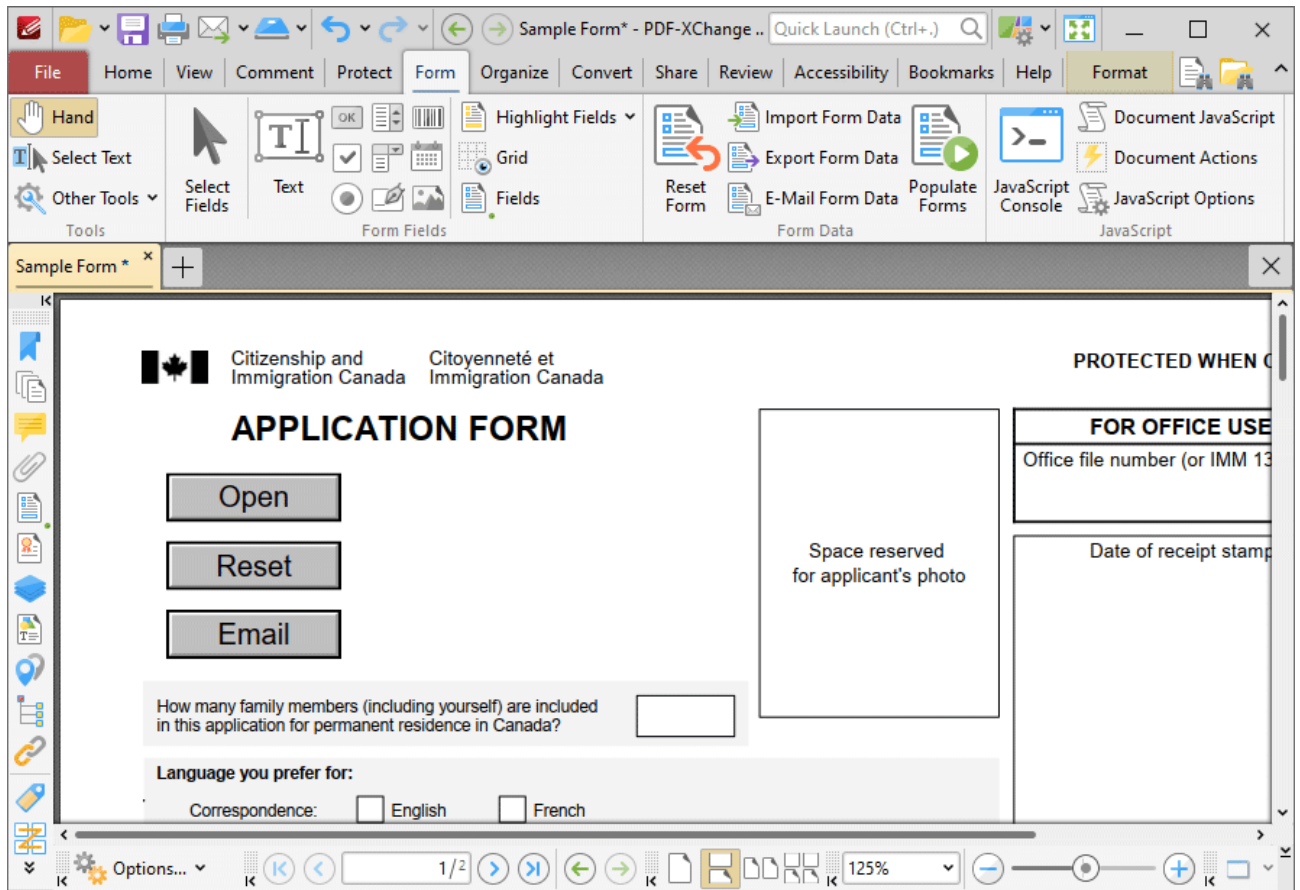 Sample Form* - PDF-XChange ..
Quick Launch (Ctrl+.)
File Home View Comment Protect Form Organize Convert Share Review Accessibility Bookmarks Help Format
Hand
Select Text
Other Tools
Tools
Select
Fields
Text
OK
Highlight Fields
Grid
Fields
Form Fields
Reset
Form
Import Form Data
Export Form Data
E-Mail Form Data
Populate
Forms
Form Data
JavaScript
Console
Document JavaScript
Document Actions
JavaScript Options
JavaScript
Sample Form *
Citizenship and
Immigration Canada
Citoyenneté et
Immigration Canada
PROTECTED WHEN
APPLICATION FORM
Open
Reset
Email
Space reserved
for applicant's photo
FOR OFFICE USE
Office file number (or IMM 13
Date of receipt stamp
How many family members (including yourself) are included
in this application for permanent residence in Canada?
Language you prefer for:
Correspondence: English French
Options... 1/2 125%